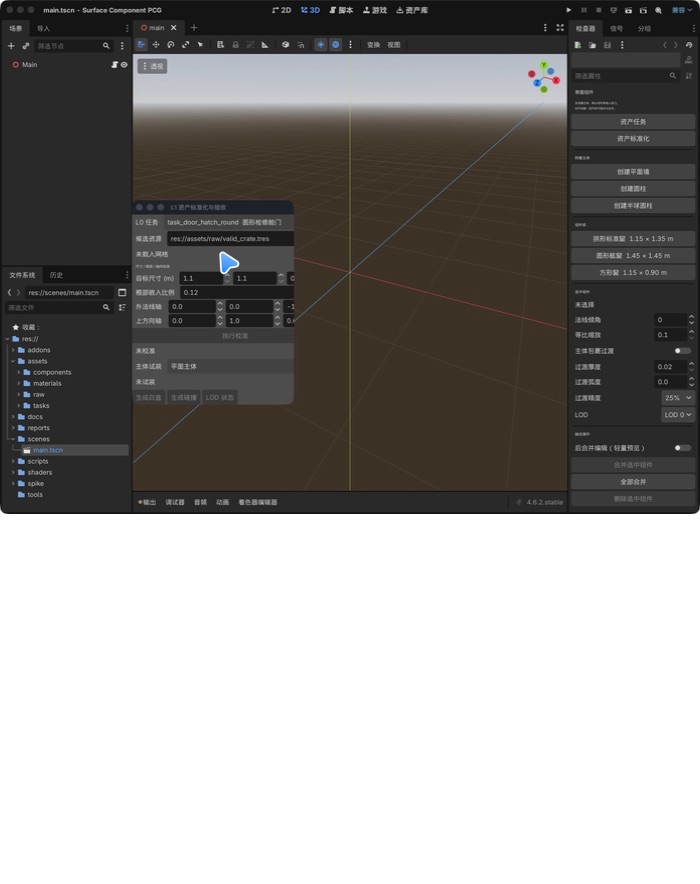 main.tscn - Surface Component PCG
2D
3D
脚本
游戏
资产库
兼容
场景
导入
筛选节点
Main
文件系统
历史
res://scenes/main.tscn
筛选文件
收藏：
res://
addons
assets
components
materials
raw
tasks
docs
reports
scenes
main.tscn
scripts
shaders
spike
tools
main
变换
视图
透视
Y
X
Z
L1 资产标准化与验收
L0 任务
task_door_hatch_round 圆形检修舱门
候选资源
res://assets/raw/valid_crate.tres
未载入网格
目标尺寸 (m)
1.1
1.1
根部嵌入比例
0.12
外法线轴
0.0
0.0
上方向轴
0.0
1.0
执行校准
未校准
主体试装
平面主体
未试装
生成白盒
生成碰撞
LOD 状态
输出
调试器
音频
动画
着色器编辑器
4.6.2.stable
检查器
信号
分组
筛选属性
资产任务
资产标准化
创建平面墙
创建圆柱
创建半球圆柱
拱形标准窗 1.15 × 1.35 m
圆形舷窗 1.45 × 1.45 m
方形窗 1.15 × 0.90 m
未选择
法线倾角
0
等比缩放
0.1
主体包裹过渡
过渡厚度
0.02
过渡弧度
0.0
过渡精度
25%
LOD
LOD 0
后合并编辑（轻量预览）
合并选中组件
全部合并
删除选中组件